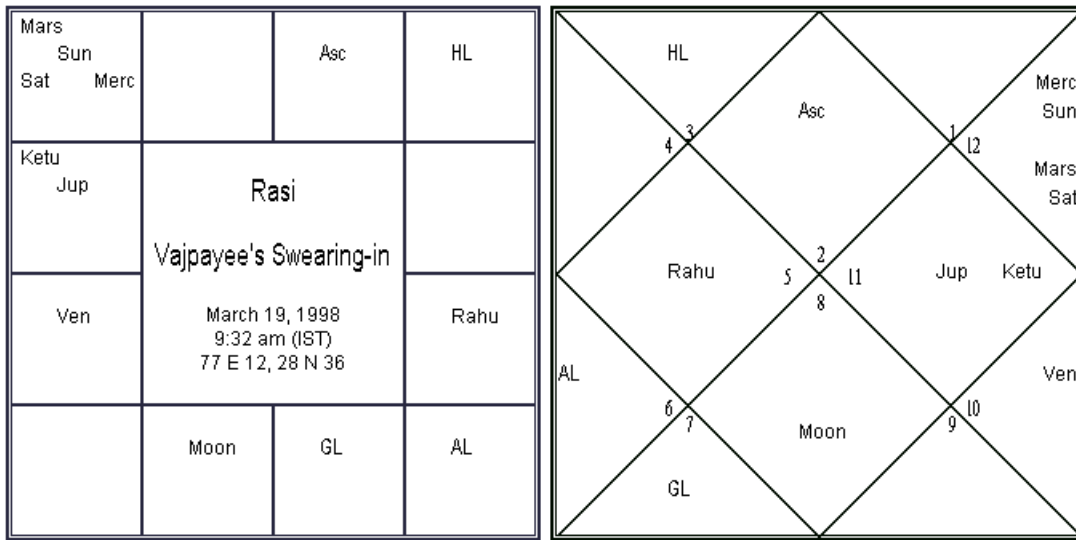 Mars
Sun
Sat Merc
Asc
HL
Ketu
Jup
Rasi
Vajpayee's Swearing-in
March 19, 1998
9:32 am (IST)
77 E 12, 28 N 36
Ven
Rahu
Moon
GL
AL
HL
Asc
Merc
Sun
Mars
Sat
3
4
1
12
2
5
11
8
Rahu
Jup Ketu
AL
Ven
6
7
10
9
Moon
GL